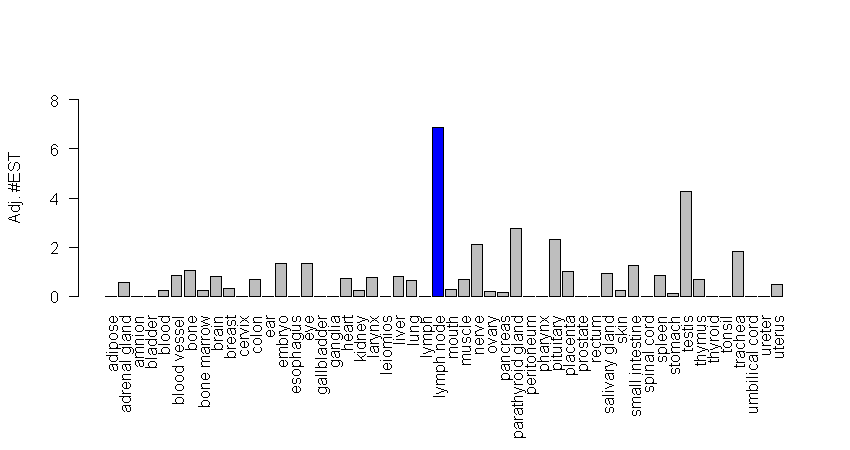 Adj. #EST
8
6
4
2
0
adipose
adrenal gland
amnion
bladder
blood
blood vessel
bone
bone marrow
brain
breast
cervix
colon
ear
embryo
esophagus
eye
gallbladder
ganglia
heart
kidney
larynx
leiomios
liver
lung
lymph
lymph node
mouth
muscle
nerve
ovary
pancreas
parathyroid gland
peritoneum
pharynx
pituitary
placenta
prostate
rectum
salivary gland
skin
small intestine
spinal cord
spleen
stomach
testis
thymus
thyroid
tonsil
trachea
umbilical cord
ureter
uterus